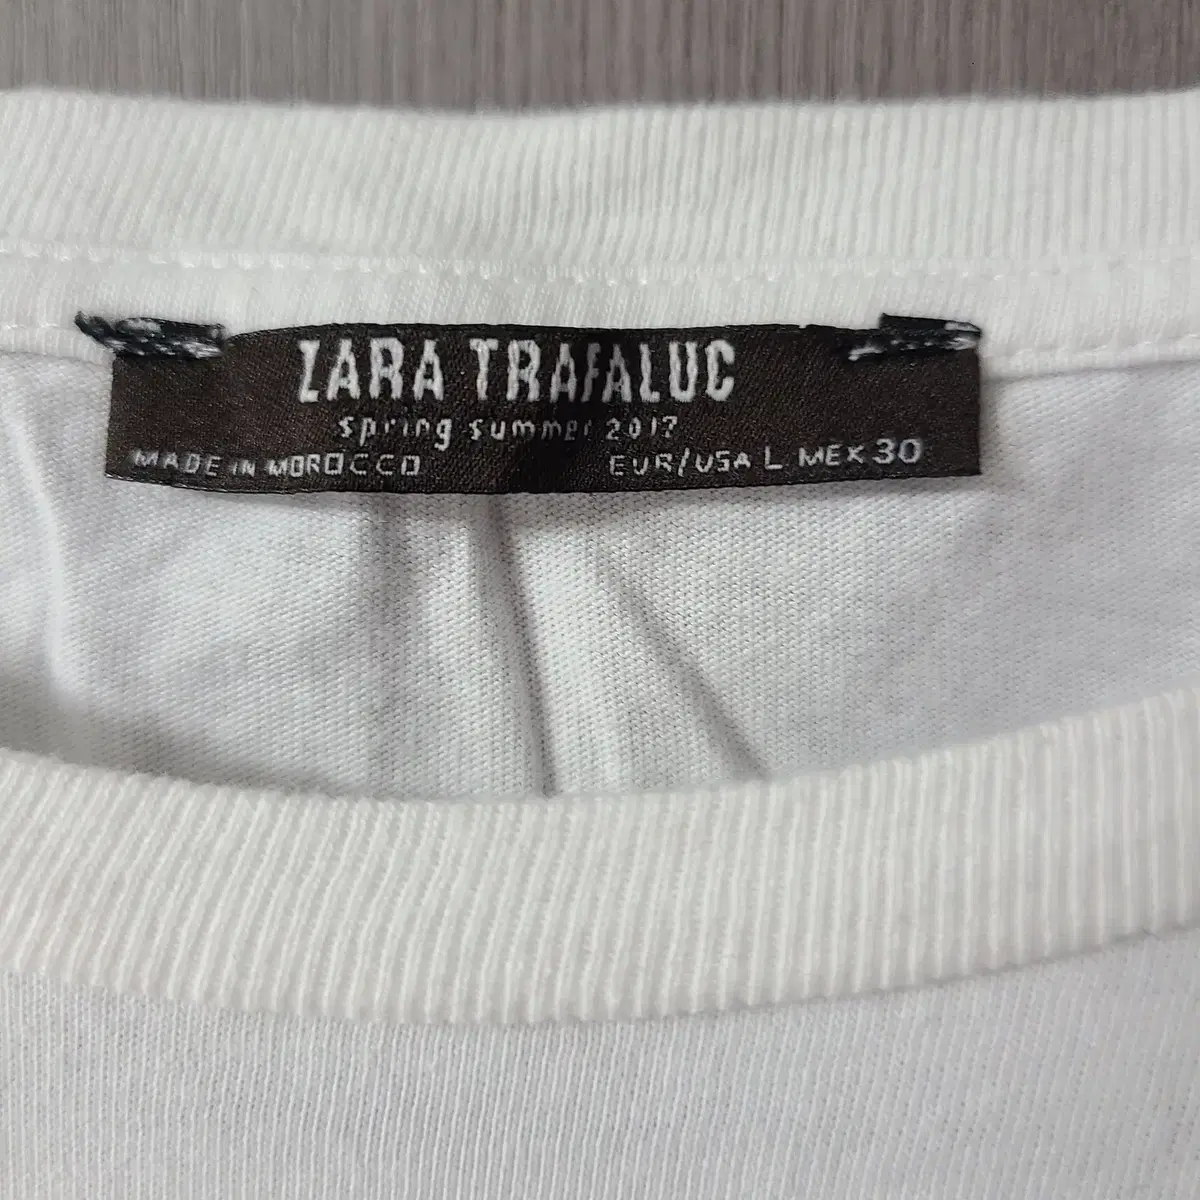 ZARA TRAFALUC
spring summer 2017
MADE IN MOROCCO EUR/USA L MEX 30